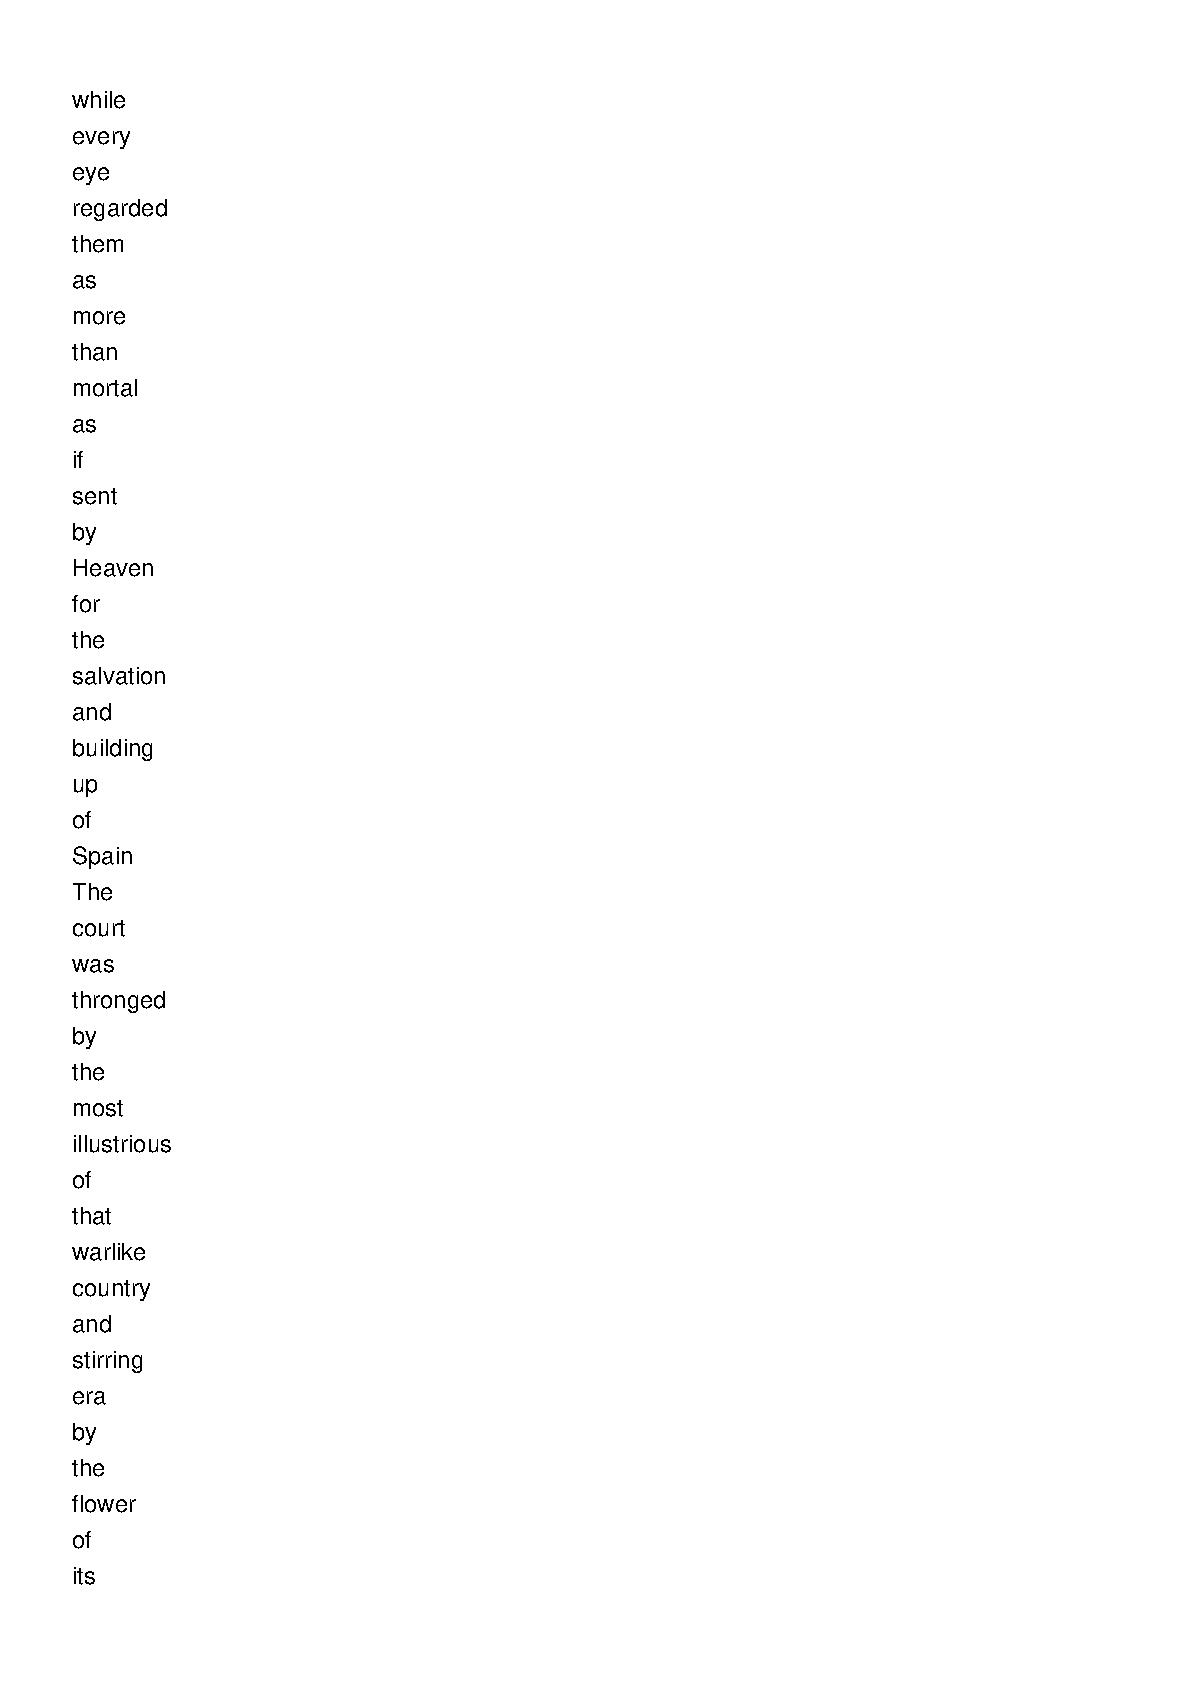 while
every
eye
regarded
them
as
more
than
mortal
as
if
sent
by
Heaven
for
the
salvation
and
building
up
of
Spain
The
court
was
thronged
by
the
most
illustrious
of
that
warlike
country
and
stirring
era
by
the
flower
of
its